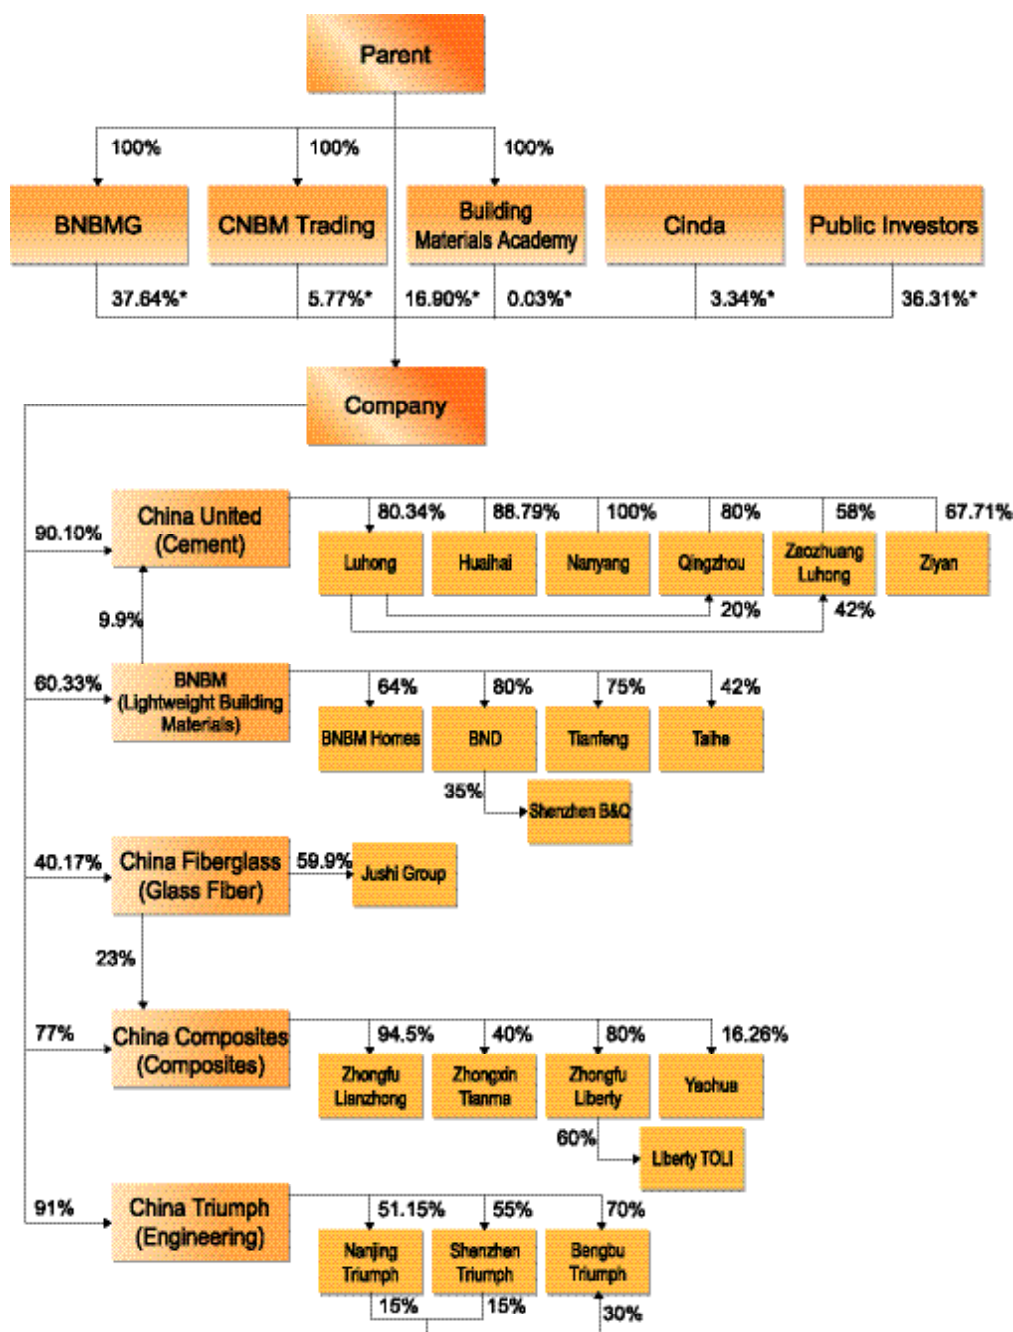 Parent
100%
100%
100%
BNBMG
CNBM Trading
Building
Materials Academy
Cinda
Public Investors
37.64%*
5.77%*
16.90%*
0.03%*
3.34%*
36.31%*
Company
90.10%
China United
(Cement)
80.34%
88.79%
100%
80%
58%
67.71%
Luhong
Huaihai
Nanyang
Qingzhou
Zaozhuang
Luhong
Ziyan
20%
42%
9.9%
60.33%
BNBM
(Lightweight Building
Materials)
64%
80%
75%
42%
BNBM Homes
BND
Tianfeng
Taihe
35%
Shenzhen B&Q
40.17%
China Fiberglass
(Glass Fiber)
59.9%
Jushi Group
23%
77%
China Composites
(Composites)
94.5%
40%
80%
16.26%
Zhongfu
Lianzhong
Zhongxin
Tianma
Zhongfu
Liberty
Yaohua
60%
Liberty TOLI
91%
China Triumph
(Engineering)
51.15%
55%
70%
Nanjing
Triumph
Shenzhen
Triumph
Bengbu
Triumph
15%
15%
30%